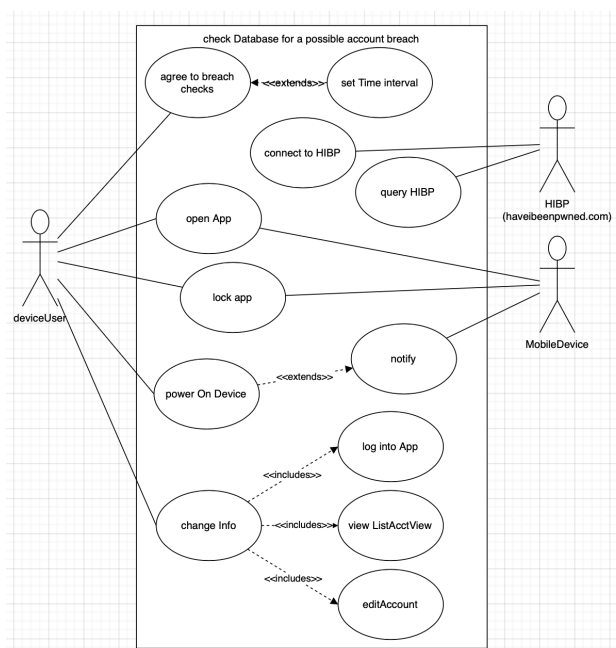 check Database for a possible account breach
agree to breach
checks
<<extends>>
set Time interval
connect to HIBP
query HIBP
HIBP
(haveibeenpwned.com)
open App
lock app
deviceUser
MobileDevice
notify
<<extends>>
power On Device
log into App
<<includes>>
change Info
<<includes>>
view ListAcctView
<<includes>>
editAccount